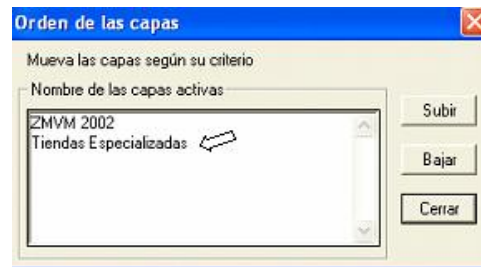 Orden de las capas
Mueva las capas según su criterio
Nombre de las capas activas
ZMVM 2002
Tiendas Especializadas
Subir
Bajar
Cerrar